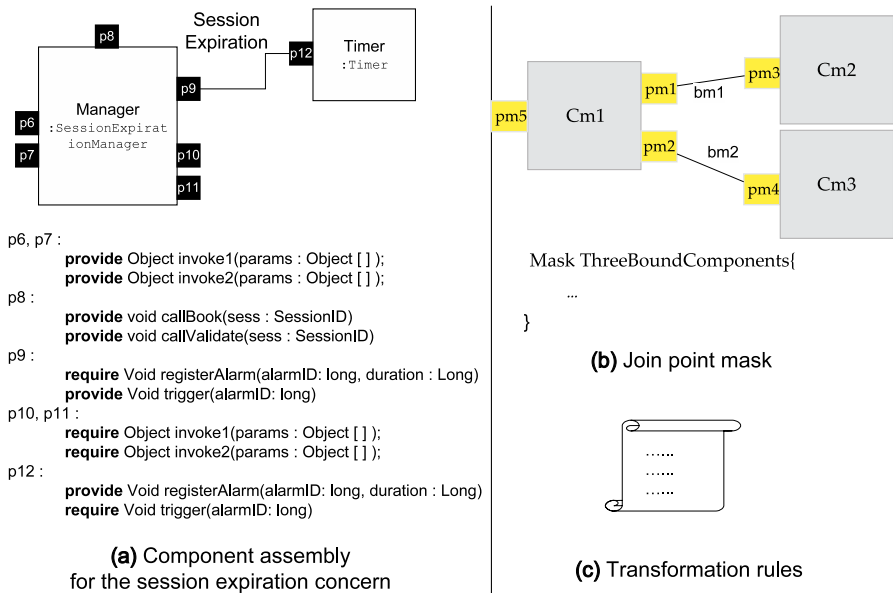 Session
Expiration
p8
p12
Timer
:Timer
p9
Manager
:SessionExpirat
ionManager
p6
p7
p10
p11
p6, p7 :
provide Object invoke1(params : Object [ ] );
provide Object invoke2(params : Object [ ] );
p8 :
provide void callBook(sess : SessionID)
provide void callValidate(sess : SessionID)
p9 :
require Void registerAlarm(alarmID: long, duration : Long)
provide Void trigger(alarmID: long)
p10, p11 :
require Object invoke1(params : Object [ ] );
require Object invoke2(params : Object [ ] );
p12 :
provide Void registerAlarm(alarmID: long, duration : Long)
require Void trigger(alarmID: long)
(a) Component assembly
for the session expiration concern
pm5
Cm1
pm1
pm2
bm1
bm2
pm3
Cm2
pm4
Cm3
Mask ThreeBoundComponents{
...
}
(b) Join point mask
......
......
......
(c) Transformation rules